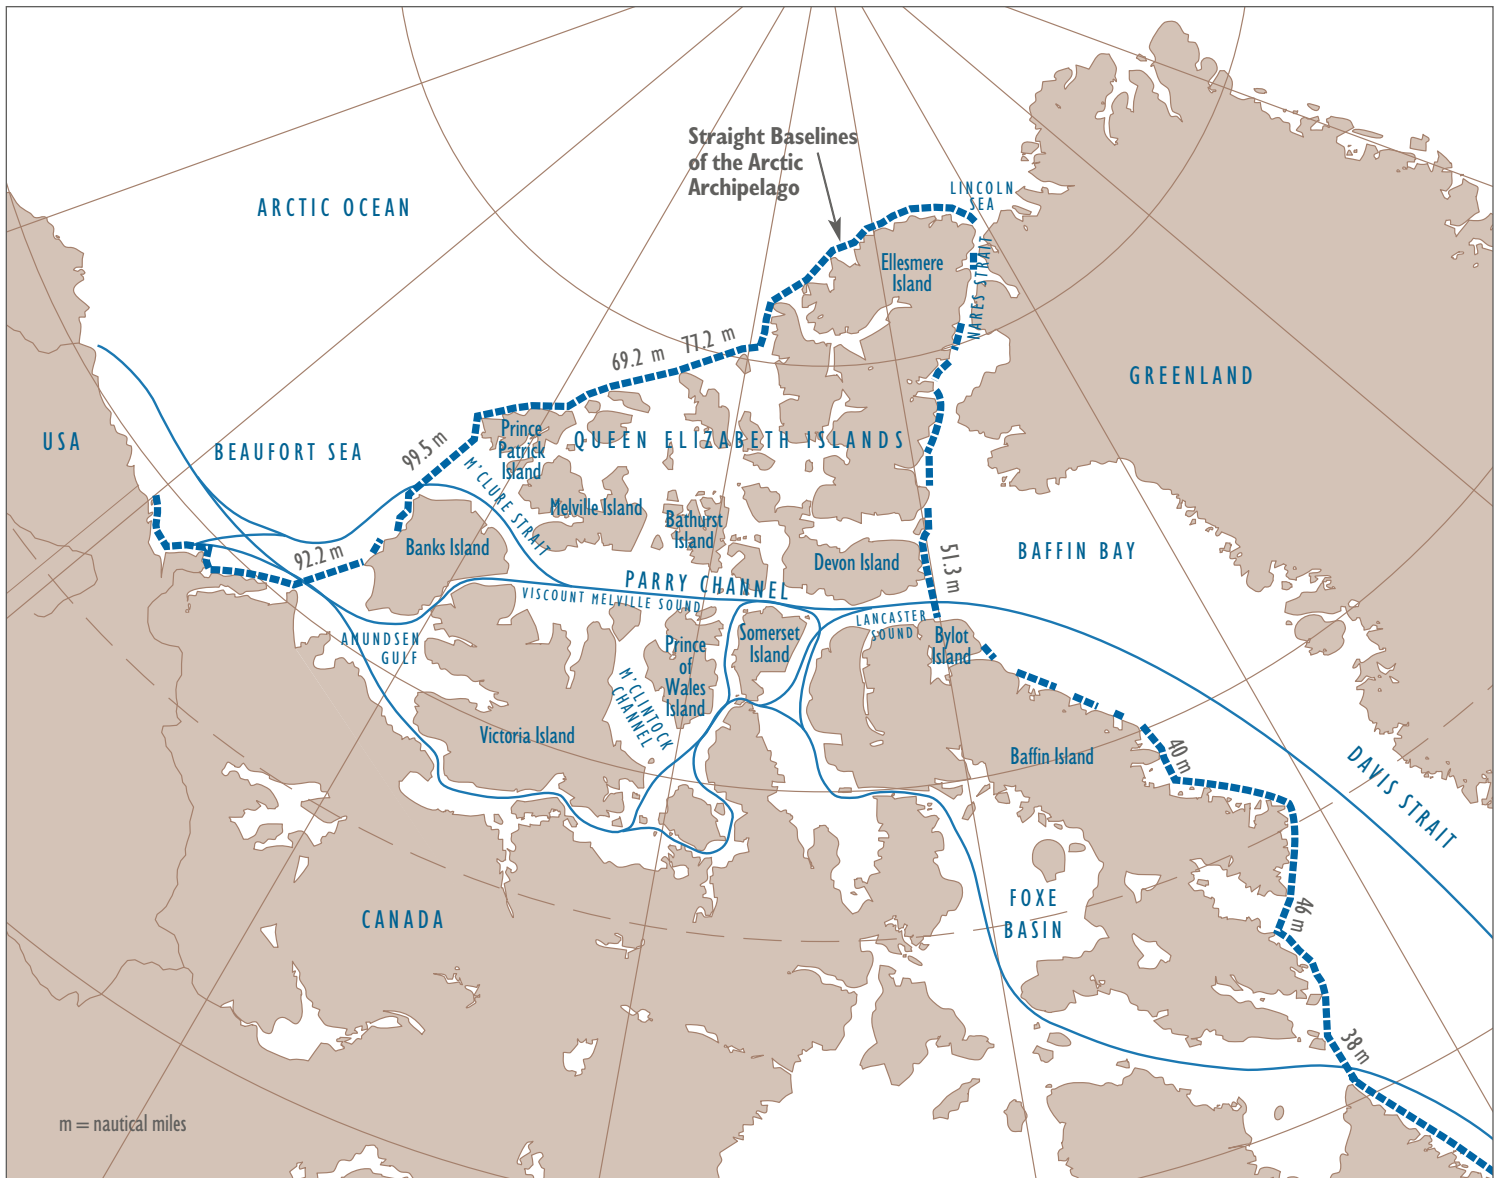 Straight Baselines
of the Arctic
Archipelago
LINCOLN
SEA
ARCTIC OCEAN
NARES STRAIT
Ellesmere
Island
69.2 m
77.2 m
GREENLAND
USA
BEAUFORT SEA
99.5 m
Prince
Patrick
Island
QUEEN ELIZABETH ISLANDS
M'CLURE STRAIT
Melville Island
Bathurst
Island
92.2 m
Banks Island
Devon Island
51.3 m
BAFFIN BAY
PARRY CHANNEL
VISCOUNT MELVILLE SOUND
LANCASTER
SOUND
AMUNDSEN
GULF
Prince
of
Wales
Island
Somerset
Island
Bylot
Island
M'CLINTOCK
CHANNEL
Victoria Island
Baffin Island
40 m
DAVIS STRAIT
FOXE
BASIN
46 m
CANADA
38 m
m = nautical miles